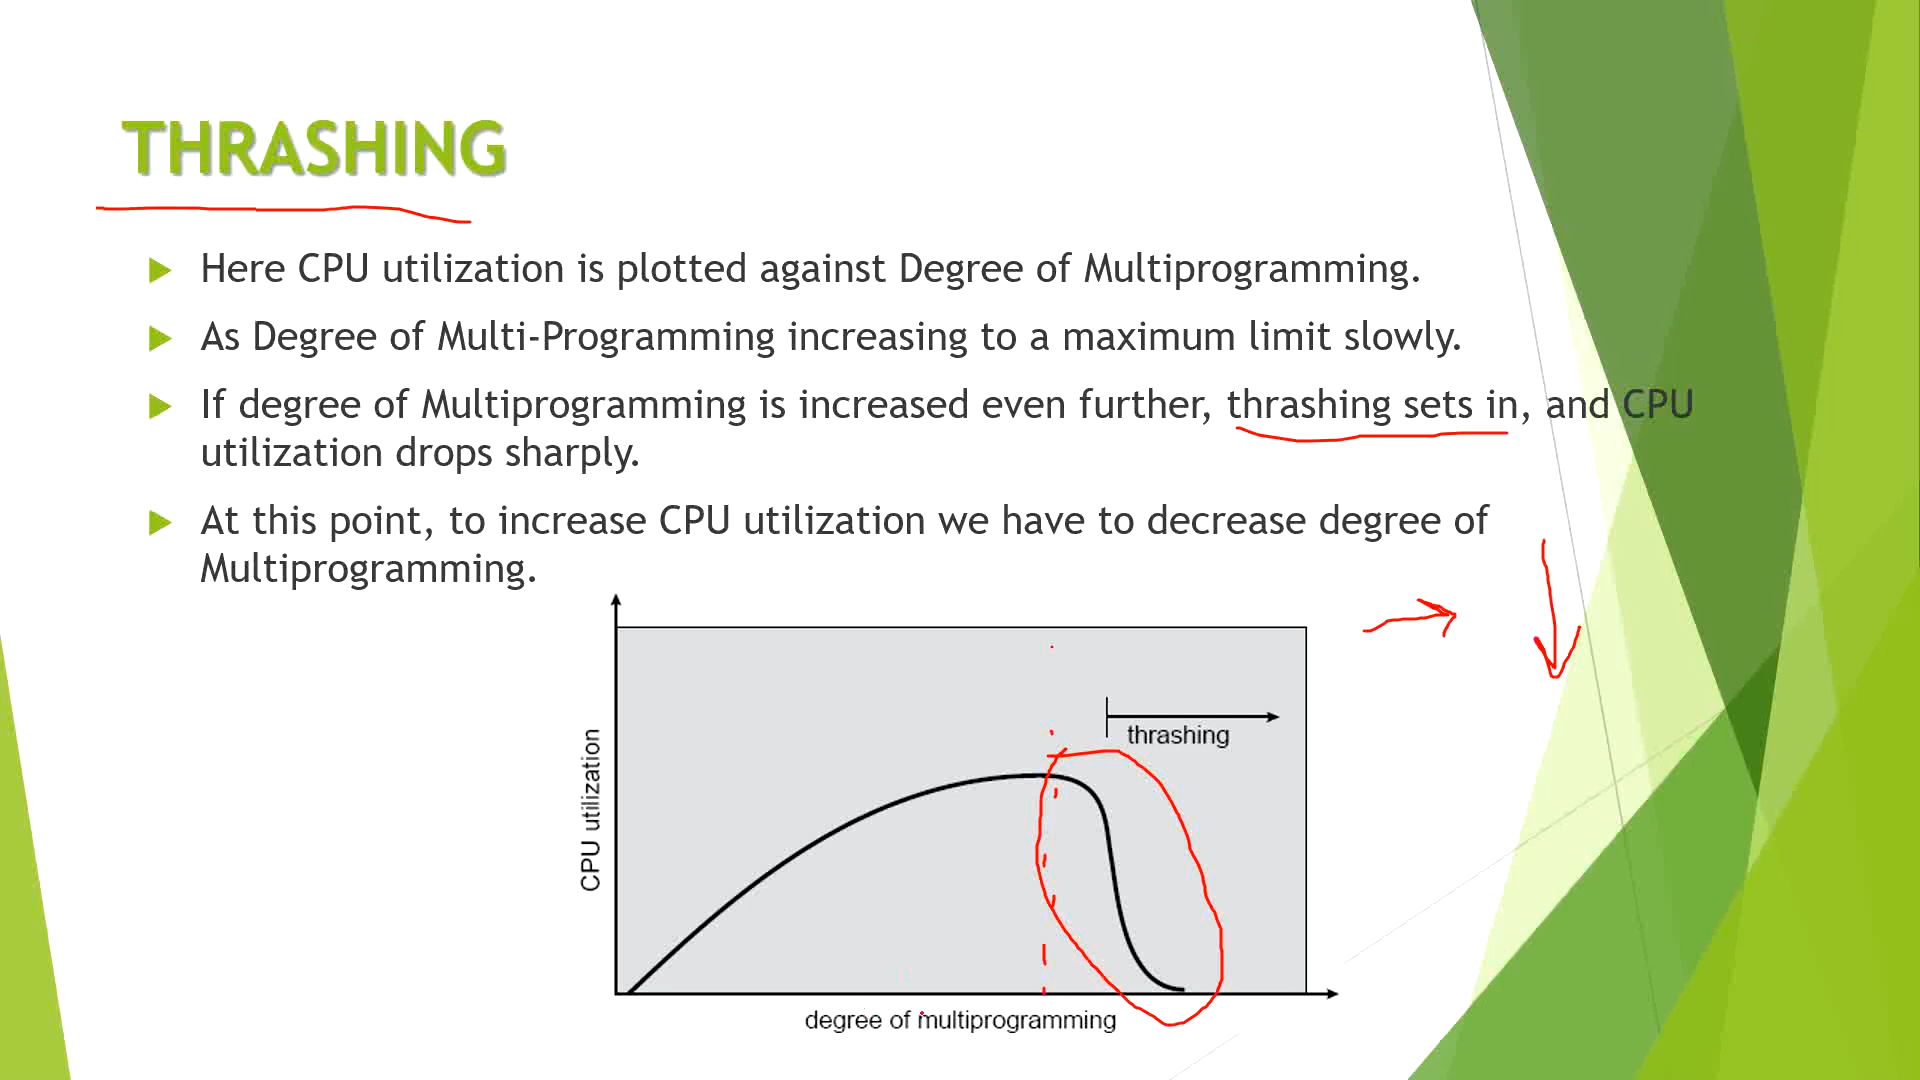 THRASHING
Here CPU utilization is plotted against Degree of Multiprogramming.
As Degree of Multi-Programming increasing to a maximum limit slowly.
If degree of Multiprogramming is increased even further, thrashing sets in, and CPU
utilization drops sharply.
At this point, to increase CPU utilization we have to decrease degree of
Multiprogramming.
thrashing
CPU utilization
degree of multiprogramming